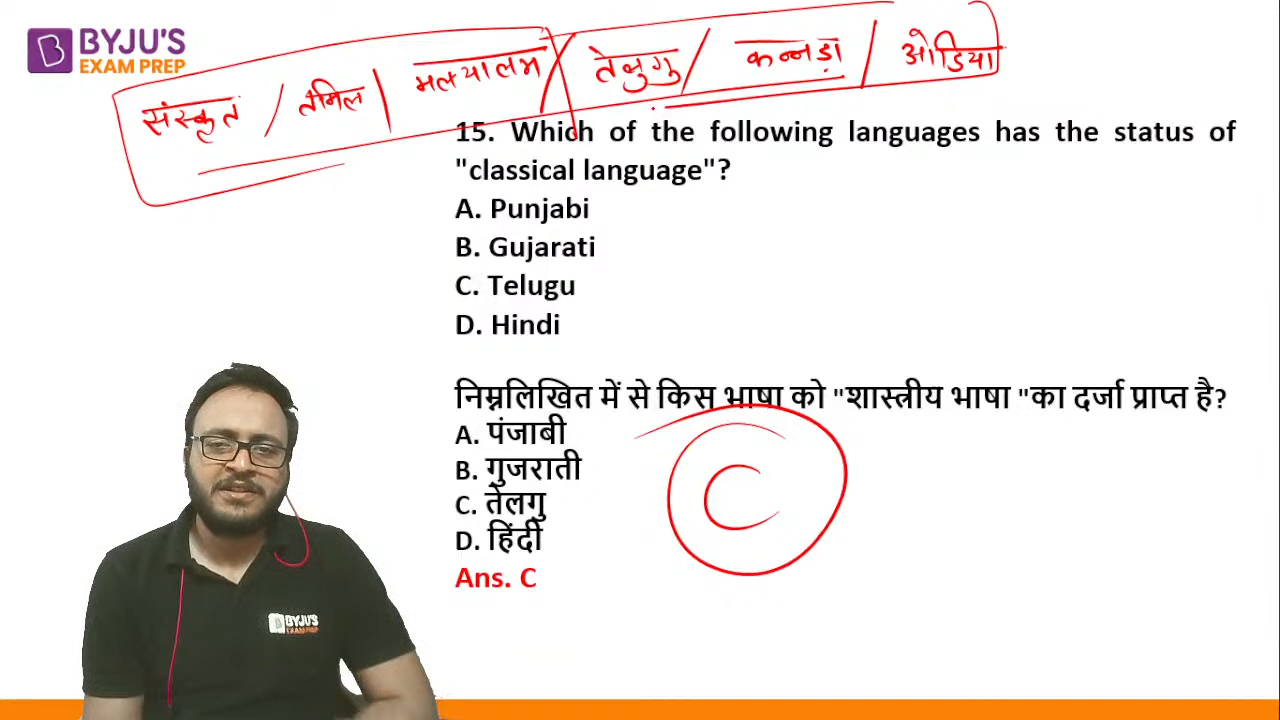 BYJU'S
EXAM PREP
संस्कृत / तमिल | मलयालम / तेलुगु / कन्नड़ा / ओडिया
15. Which of the following languages has the status of
"classical language"?
A. Punjabi
B. Gujarati
C. Telugu
D. Hindi
निम्नलिखित में से किस भाषा को "शास्त्रीय भाषा "का दर्जा प्राप्त है?
A. पंजाबी
B. गुजराती
C. तेलगु
D. हिंदी
Ans. C
C
BYJU'S
EXAM PREP